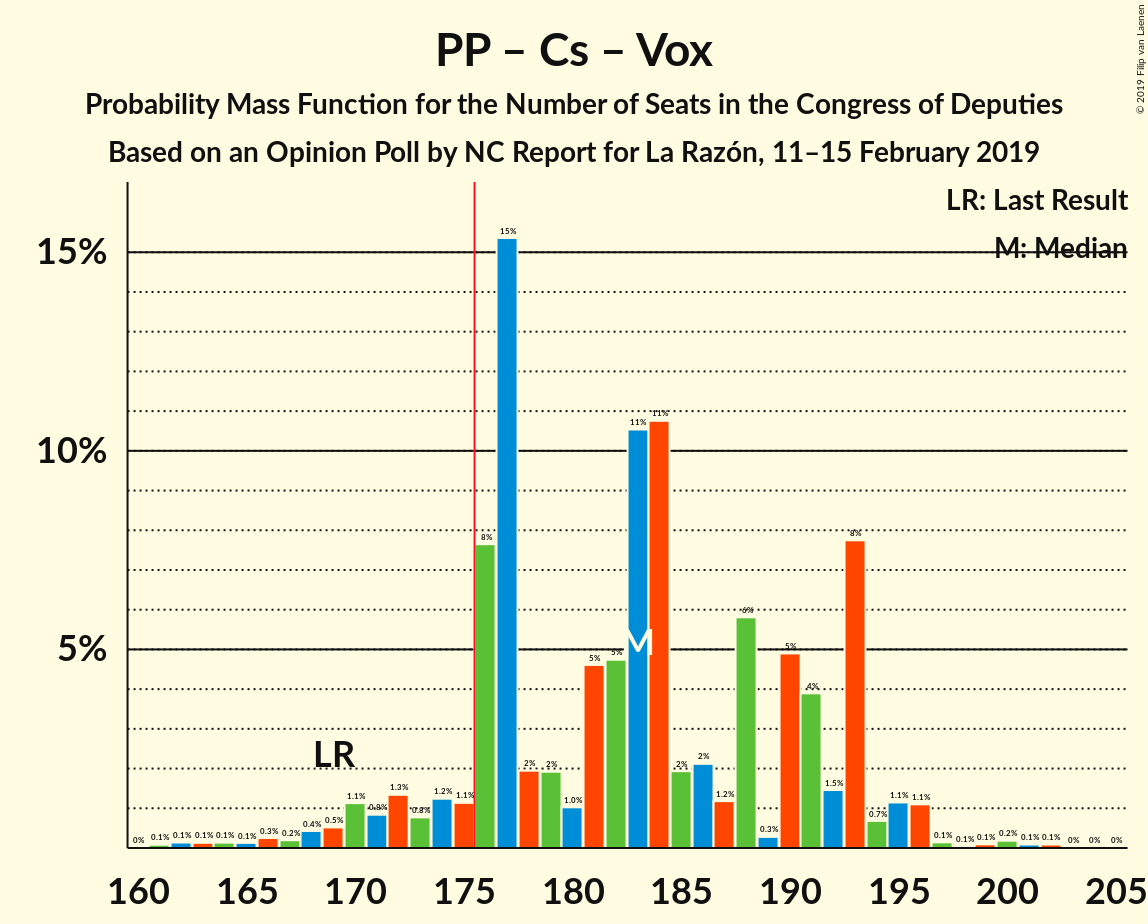 PP – Cs – Vox
Probability Mass Function for the Number of Seats in the Congress of Deputies
Based on an Opinion Poll by NC Report for La Razón, 11–15 February 2019
© 2019 Filip van Laenen
LR: Last Result
M: Median
15%
10%
5%
0% 0.1% 0.1% 0.1% 0.1% 0.1% 0.3% 0.2% 0.4% 0.5% 1.1% 0.8% 1.3% 0.8% 1.2% 1.1% 8% 15% 2% 2% 1.0% 5% 5% 11% 11% 2% 2% 1.2% 6% 0.3% 5% 4% 1.5% 8% 0.7% 1.1% 1.1% 0.1% 0.1% 0.1% 0.2% 0.1% 0.1% 0% 0% 0%
LR
M
160 165 170 175 180 185 190 195 200 205